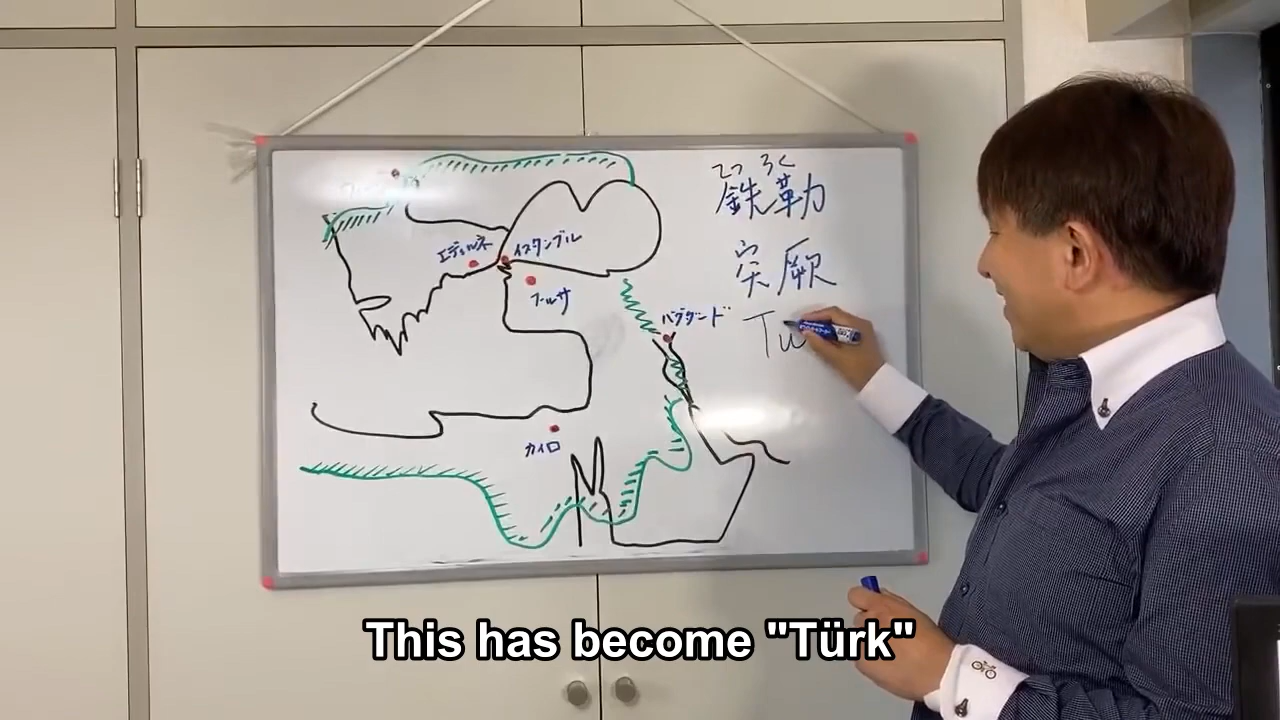 てつ ろく
鉄勒
突厥
Tu
エディルネ
イスタンブル
ブルサ
バグダード
カイロ
This has become "Türk"